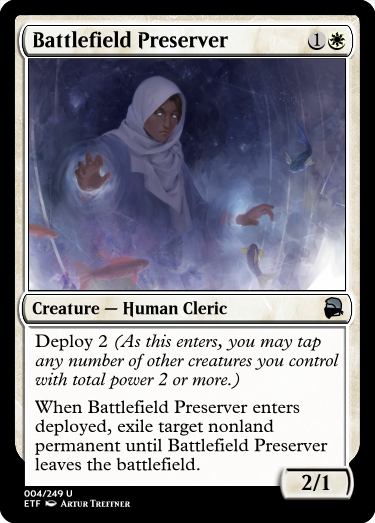 Battlefield Preserver 1
Creature — Human Cleric
Deploy 2 (As this enters, you may tap
any number of other creatures you control
with total power 2 or more.)
When Battlefield Preserver enters
deployed, exile target nonland
permanent until Battlefield Preserver
leaves the battlefield.
2/1
004/249 U
ETF Artur Treffner